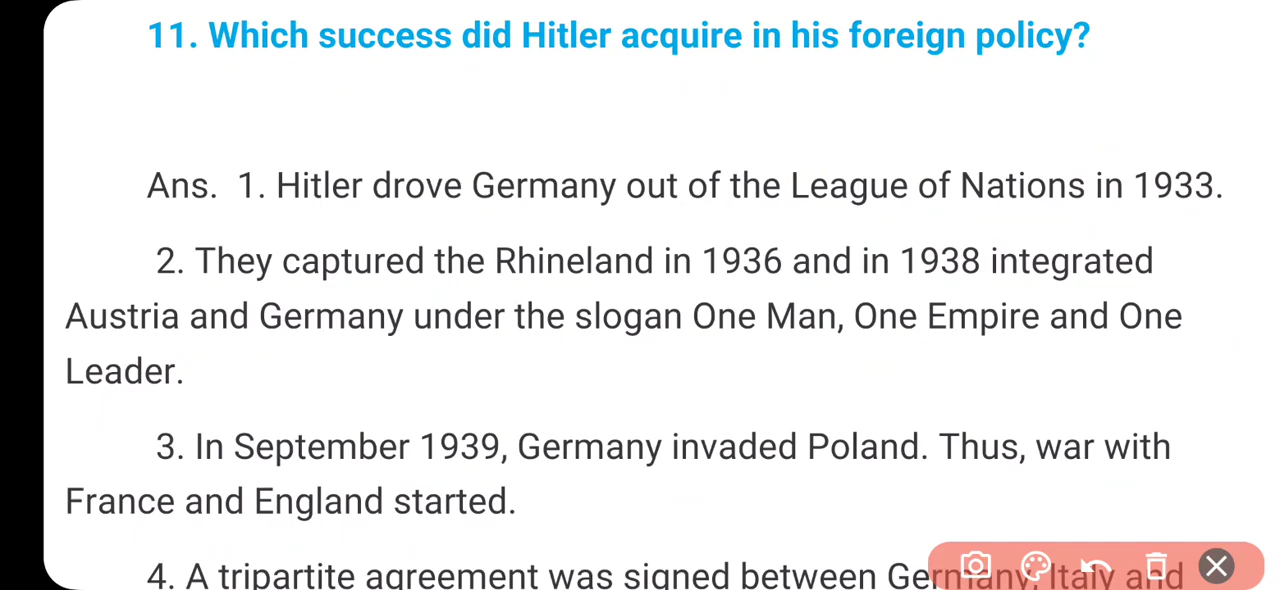 11. Which success did Hitler acquire in his foreign policy?
Ans. 1. Hitler drove Germany out of the League of Nations in 1933.
2. They captured the Rhineland in 1936 and in 1938 integrated
Austria and Germany under the slogan One Man, One Empire and One
Leader.
3. In September 1939, Germany invaded Poland. Thus, war with
France and England started.
4. A tripartite agreement was signed between Germany, Italy and